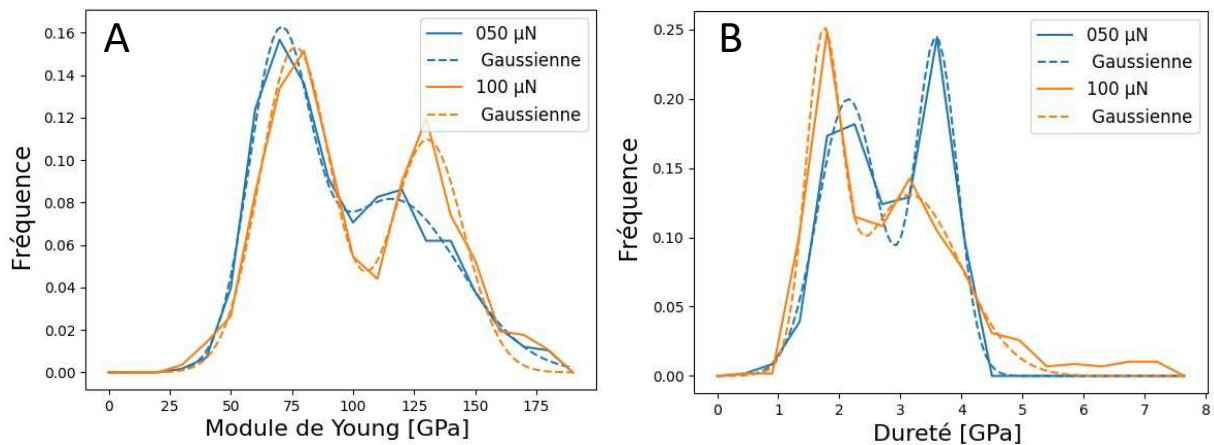 A
050 µN
Gaussienne
100 µN
Gaussienne
Fréquence
0.16
0.14
0.12
0.10
0.08
0.06
0.04
0.02
0.00
0 25 50 75 100 125 150 175
Module de Young [GPa]
B
050 µN
Gaussienne
100 µN
Gaussienne
Fréquence
0.25
0.20
0.15
0.10
0.05
0.00
0 1 2 3 4 5 6 7 8
Dureté [GPa]